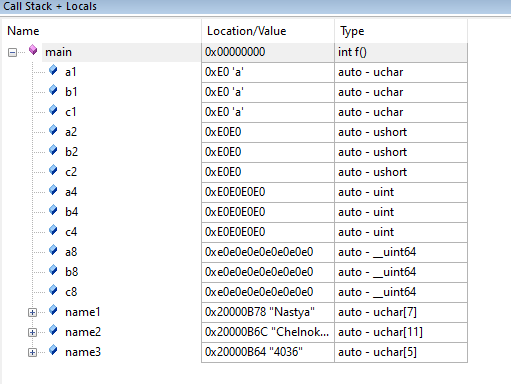 Call Stack + Locals
Name Location/Value Type
main 0x00000000 int f()
a1 0xE0 'a' auto - uchar
b1 0xE0 'a' auto - uchar
c1 0xE0 'a' auto - uchar
a2 0xE0E0 auto - ushort
b2 0xE0E0 auto - ushort
c2 0xE0E0 auto - ushort
a4 0xE0E0E0E0 auto - uint
b4 0xE0E0E0E0 auto - uint
c4 0xE0E0E0E0 auto - uint
a8 0xe0e0e0e0e0e0e0e0 auto - __uint64
b8 0xe0e0e0e0e0e0e0e0 auto - __uint64
c8 0xe0e0e0e0e0e0e0e0 auto - __uint64
name1 0x20000B78 "Nastya" auto - uchar[7]
name2 0x20000B6C "Chelnok... auto - uchar[11]
name3 0x20000B64 "4036" auto - uchar[5]